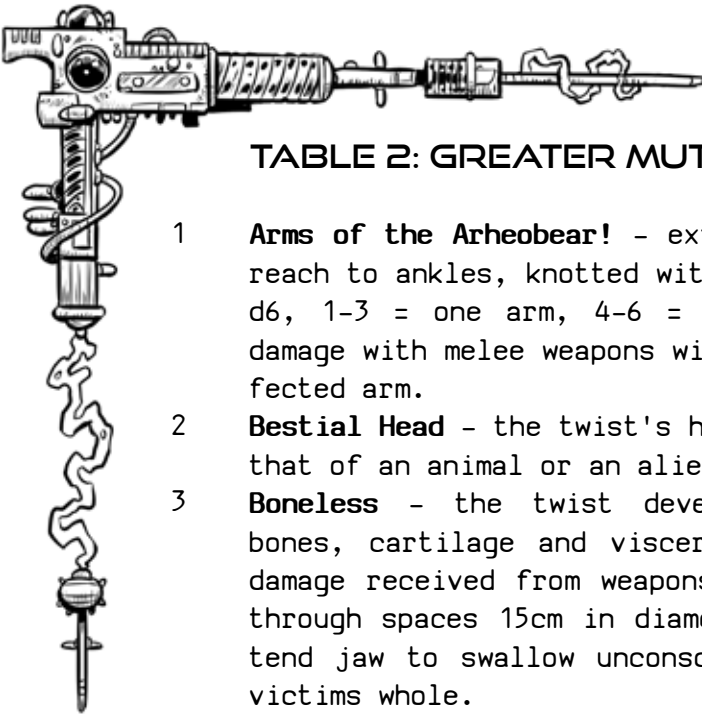 TABLE 2: GREATER MUT
1 Arms of the Arheobear! – ex
reach to ankles, knotted wit
d6, 1–3 = one arm, 4–6 =
damage with melee weapons wi
fected arm.
2 Bestial Head – the twist's h
that of an animal or an alie
3 Boneless – the twist deve
bones, cartilage and viscer
damage received from weapons
through spaces 15cm in diam
tend jaw to swallow unconsc
victims whole.